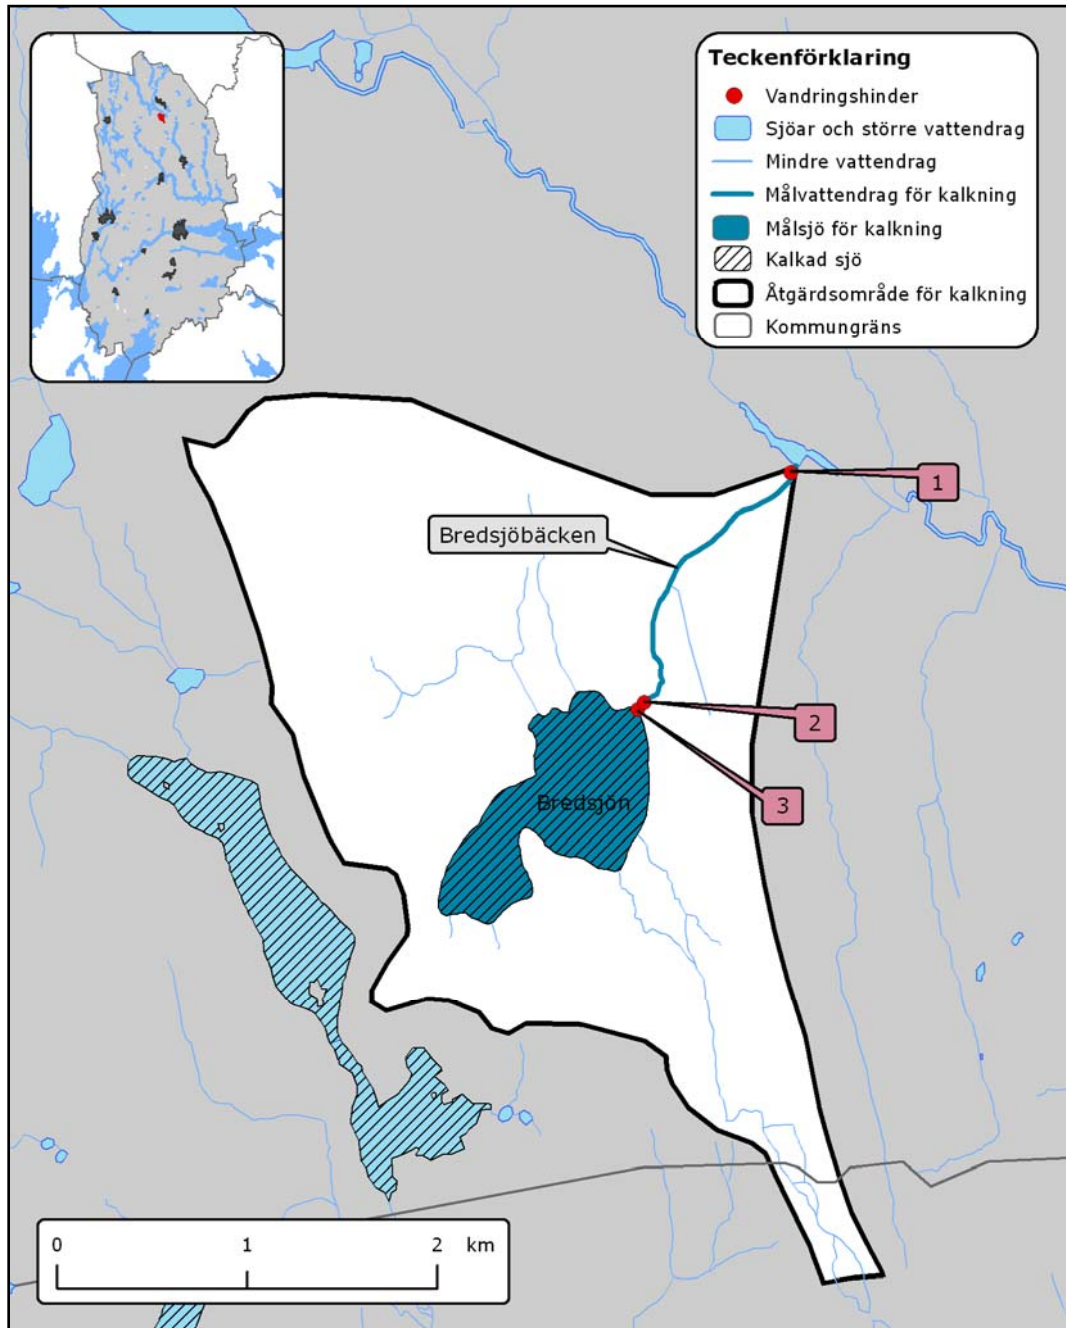 Teckenförklaring
Vandringshinder
Sjöar och större vattendrag
Mindre vattendrag
Målvattendrag för kalkning
Målsjö för kalkning
Kalkad sjö
Åtgärdsområde för kalkning
Kommungräns
1
Bredsjöbäcken
2
3
Bredsjön
0 1 2 km